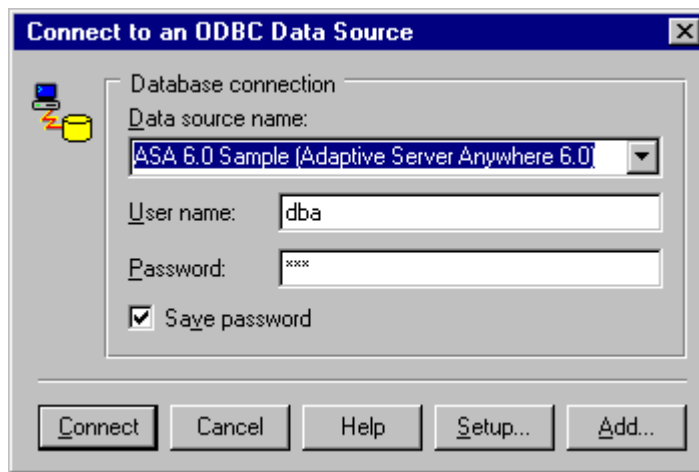 Connect to an ODBC Data Source
Database connection
Data source name:
ASA 6.0 Sample (Adaptive Server Anywhere 6.0)
User name: dba
Password: ***
Save password
Connect Cancel Help Setup... Add...